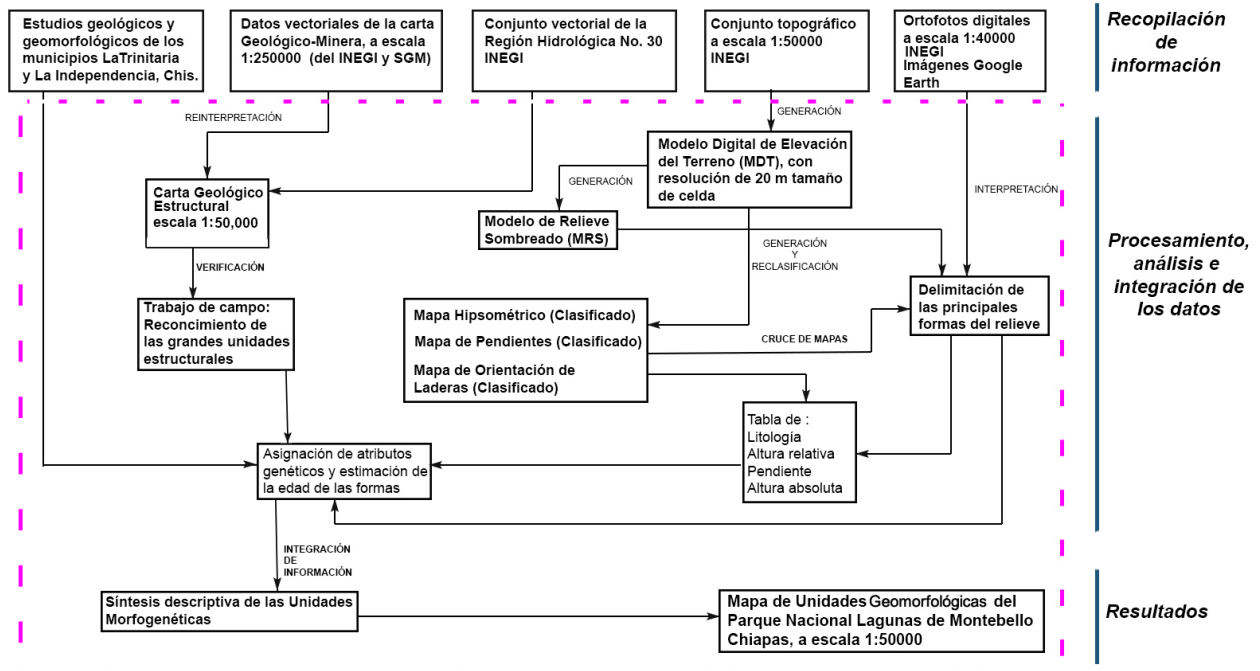 Estudios geológicos y
geomorfológicos de los
municipios LaTrinitaria
y La Independencia, Chis.
Datos vectoriales de la carta
Geológico-Minera, a escala
1:250000 (del INEGI y SGM)
Conjunto vectorial de la
Región Hidrológica No. 30
INEGI
Conjunto topográfico
a escala 1:50000
INEGI
Ortofotos digitales
a escala 1:40000
INEGI
Imágenes Google
Earth
Recopilación
de
información
REINTERPRETACIÓN
GENERACIÓN
Modelo Digital de Elevación
del Terreno (MDT), con
resolución de 20 m tamaño
de celda
GENERACIÓN
INTERPRETACIÓN
Carta Geológico
Estructural
escala 1:50,000
Modelo de Relieve
Sombreado (MRS)
GENERACIÓN
Y
RECLASIFICACIÓN
Procesamiento,
análisis e
integración de
los datos
VERIFICACIÓN
Trabajo de campo:
Reconcimiento de
las grandes unidades
estructurales
Mapa Hipsométrico (Clasificado)
Mapa de Pendientes (Clasificado)
Mapa de Orientación de
Laderas (Clasificado)
CRUCE DE MAPAS
Delimitación de
las principales
formas del relieve
Tabla de :
Litología
Altura relativa
Pendiente
Altura absoluta
Asignación de atributos
genéticos y estimación de
la edad de las formas
INTEGRACIÓN
DE
INFORMACIÓN
Síntesis descriptiva de las Unidades
Morfogenéticas
Mapa de Unidades Geomorfológicas del
Parque Nacional Lagunas de Montebello
Chiapas, a escala 1:50000
Resultados